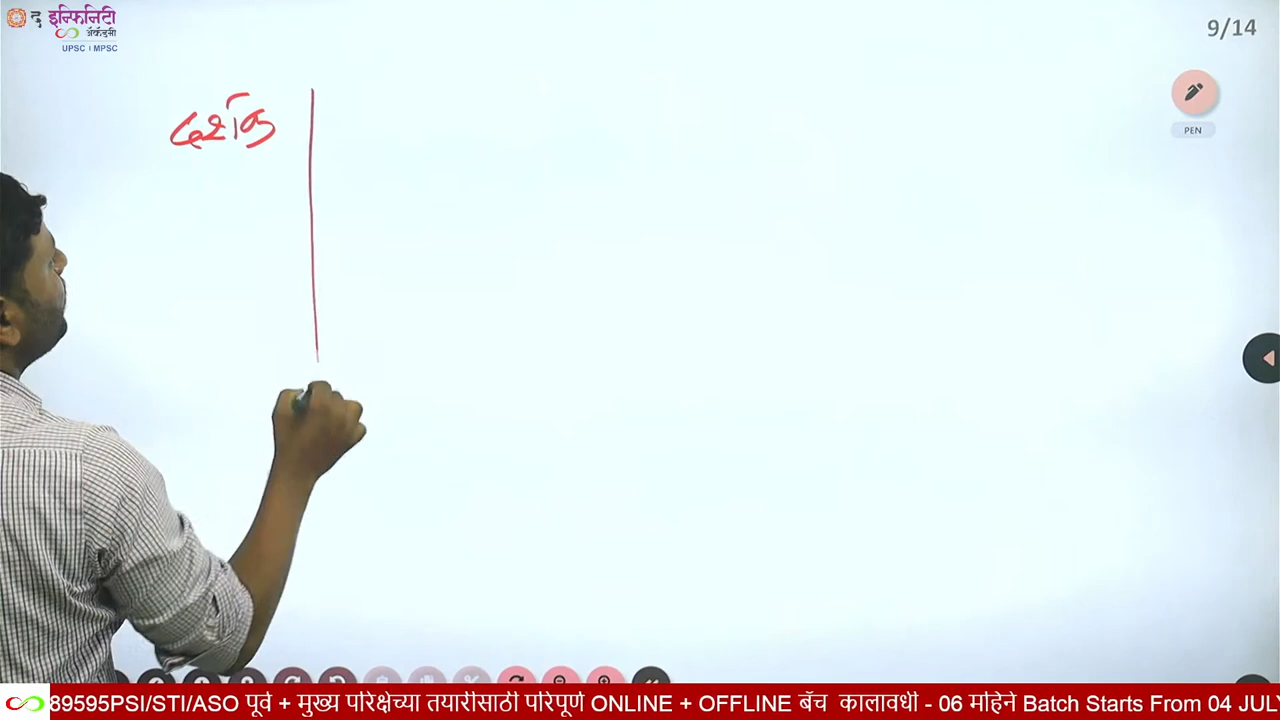 द इन्फिनिटी
ॲकॅडमी
UPSC । MPSC
9/14
PEN
89595PSI/STI/ASO पूर्व + मुख्य परिक्षेच्या तयारीसाठी परिपूर्ण ONLINE + OFFLINE बॅच कालावधी - 06 महिने Batch Starts From 04 JUL